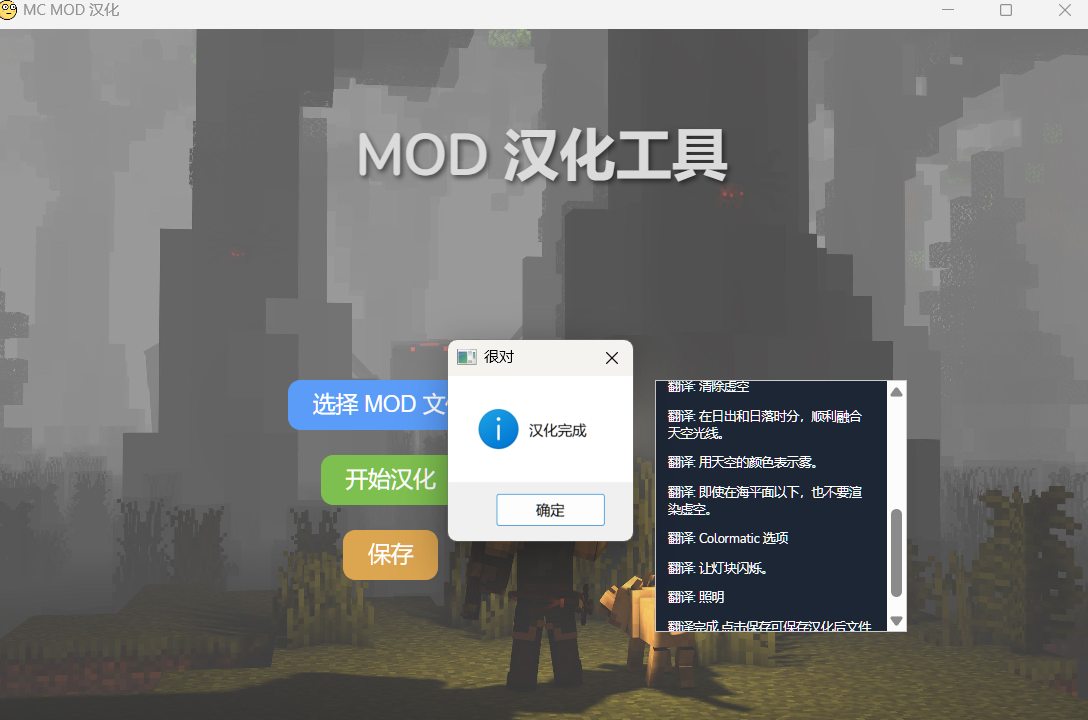 MC MOD 汉化
MOD 汉化工具
选择 MOD 文
开始汉化
保存
很对
汉化完成
确定
翻译: 清除虚空
翻译: 在日出和日落时分，顺利融合
天空光线。
翻译: 用天空的颜色表示雾。
翻译: 即使在海平面以下，也不要渲
染虚空。
翻译: Colormatic 选项
翻译: 让灯块闪烁。
翻译: 照明
翻译完成 点击保存可保存汉化后文件